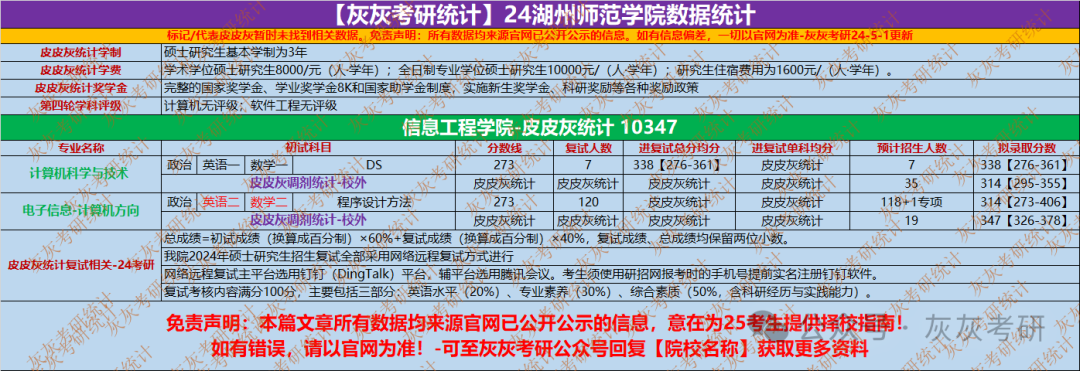 【灰灰考研统计】24湖州师范学院数据统计
标记/代表皮皮灰暂时未找到相关数据。免责声明：所有数据均来源官网已公开公示的信息。如有信息偏差，一切以官网为准-灰灰考研24-5-1更新
皮皮灰统计学制 硕士研究生基本学制为3年
皮皮灰统计学费 学术学位硕士研究生8000/元（人·学年）；全日制专业学位硕士研究生10000元/（人·学年）；研究生住宿费用为1600元/（人·学年）。
皮皮灰统计奖学金 完整的国家奖学金、学业奖学金8K和国家助学金制度，实施新生奖学金、科研奖励等各种奖励政策
第四轮学科评级 计算机无评级；软件工程无评级
信息工程学院-皮皮灰统计 10347
专业名称 初试科目 分数线 复试人数 进复试总分均分 进复试单科均分 预计招生人数 拟录取分数
计算机科学与技术 政治 英语一 数学一 DS 273 7 338【276-361】 皮皮灰统计 7 338【276-361】
皮皮灰调剂统计-校外 皮皮灰统计 皮皮灰统计 皮皮灰统计 皮皮灰统计 35 314【295-355】
电子信息-计算机方向 政治 英语二 数学二 程序设计方法 273 120 皮皮灰统计 皮皮灰统计 118+1专项 314【273-406】
皮皮灰调剂统计-校外 皮皮灰统计 皮皮灰统计 皮皮灰统计 皮皮灰统计 19 347【326-378】
皮皮灰统计复试相关-24考研
总成绩=初试成绩（换算成百分制）×60%+复试成绩（换算成百分制）×40%，复试成绩、总成绩均保留两位小数。
我院2024年硕士研究生招生复试全部采用网络远程复试方式进行
网络远程复试主平台选用钉钉（DingTalk）平台，辅平台选用腾讯会议。考生须使用研招网报考时的手机号提前实名注册钉钉软件。
复试考核内容满分100分，主要包括三部分：英语水平（20%）、专业素养（30%）、综合素质（50%，含科研经历与实践能力）。
免责声明：本篇文章所有数据均来源官网已公开公示的信息，意在为25考生提供择校指南！
如有错误，请以官网为准！-可至灰灰考研公众号回复【院校名称】获取更多资料
公众号 · 灰灰考研